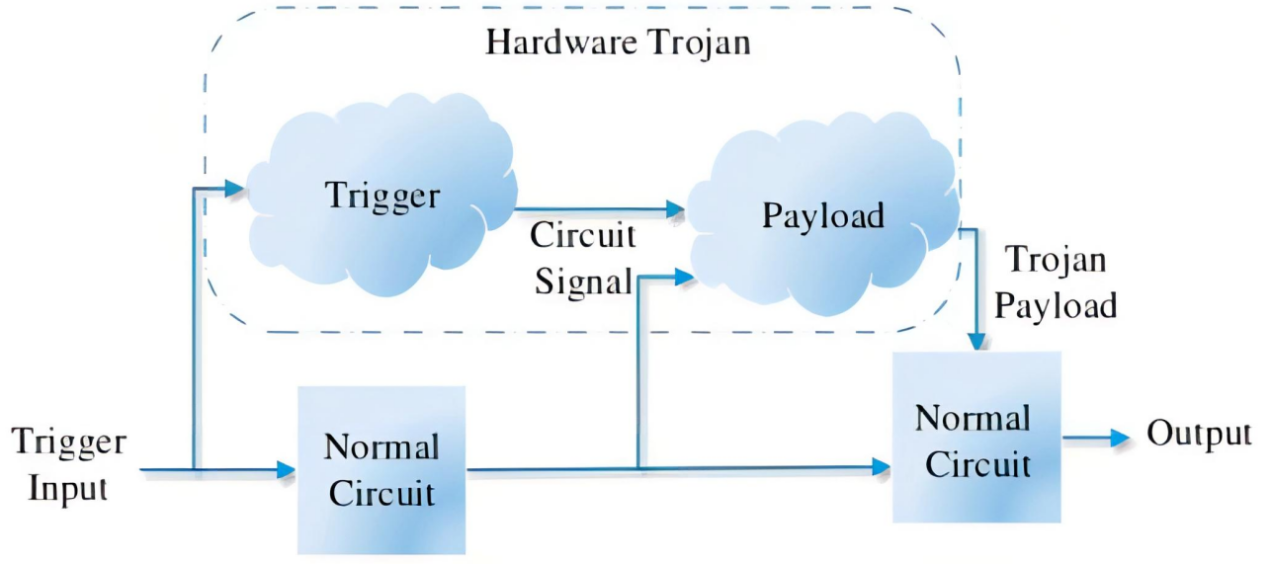 Hardware Trojan
Trigger
Payload
Circuit
Signal
Trojan
Payload
Trigger
Input
Normal
Circuit
Normal
Circuit
Output